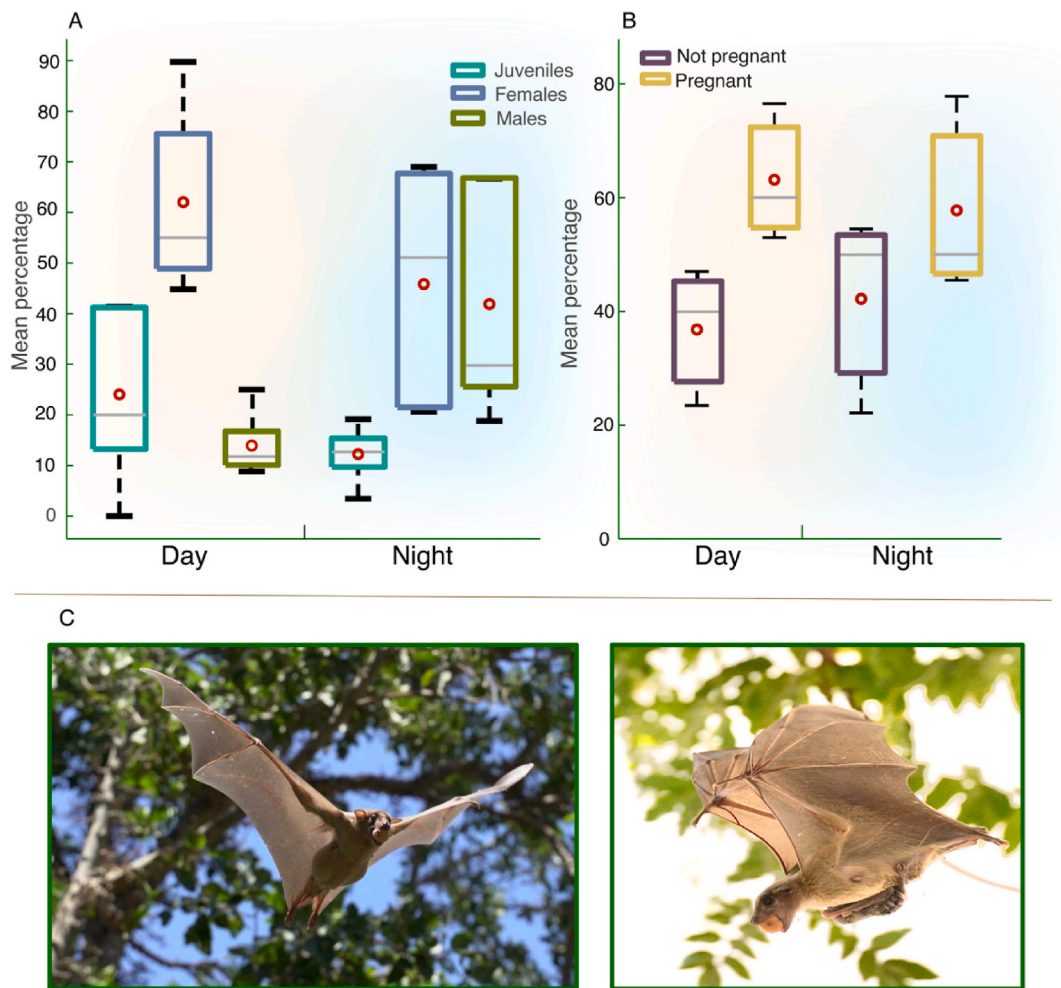 A
90
80
70
60
50
40
30
20
10
0
Mean percentage
Juveniles
Females
Males
Day
Night
B
80
60
40
20
0
Mean percentage
Not pregnant
Pregnant
Day
Night
C